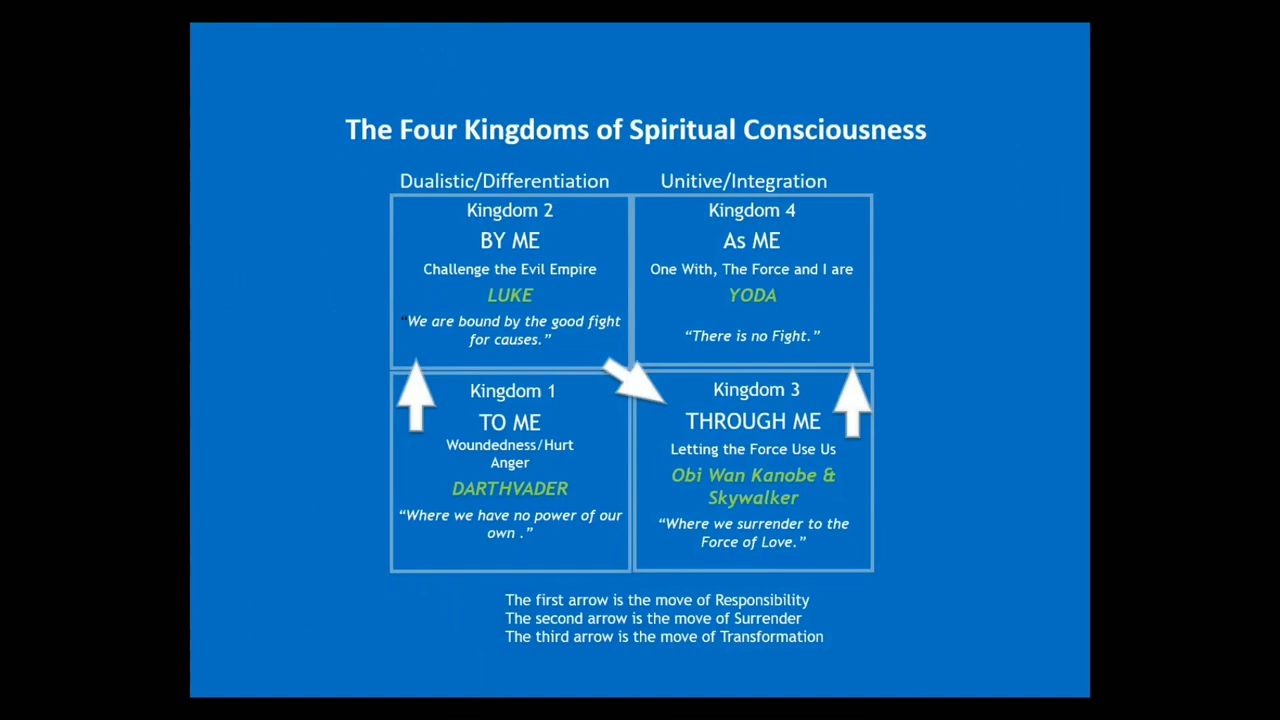 The Four Kingdoms of Spiritual Consciousness
Dualistic/Differentiation
Unitive/Integration
Kingdom 2
BY ME
Challenge the Evil Empire
LUKE
“We are bound by the good fight
for causes.”
Kingdom 4
As ME
One With, The Force and I are
YODA
“There is no Fight.”
Kingdom 1
TO ME
Woundedness/Hurt
Anger
DARTHVADER
“Where we have no power of our
own .”
Kingdom 3
THROUGH ME
Letting the Force Use Us
Obi Wan Kanobe &
Skywalker
“Where we surrender to the
Force of Love.”
The first arrow is the move of Responsibility
The second arrow is the move of Surrender
The third arrow is the move of Transformation